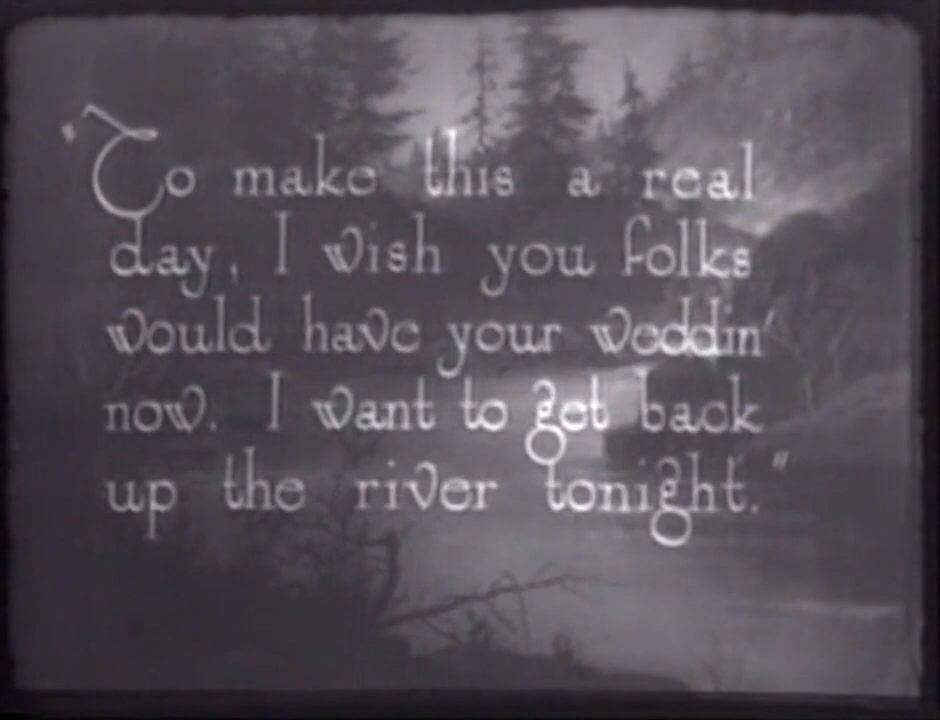 "To make this a real
day, I wish you folks
would have your weddin'
now. I want to get back
up the river tonight."